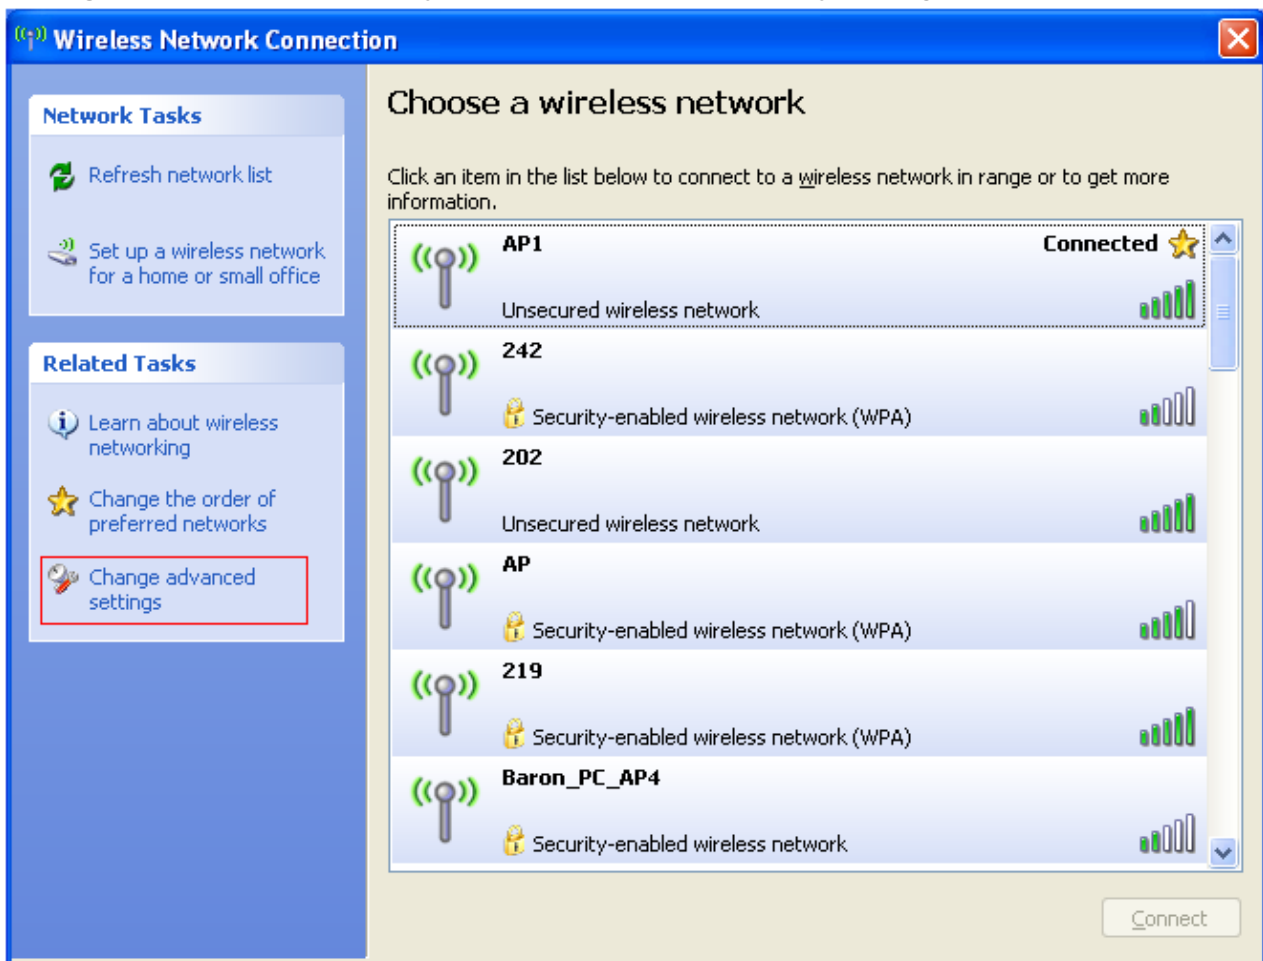 Wireless Network Connection
Network Tasks
Refresh network list
Set up a wireless network
for a home or small office
Related Tasks
Learn about wireless
networking
Change the order of
preferred networks
Change advanced
settings
Choose a wireless network
Click an item in the list below to connect to a wireless network in range or to get more
information.
AP1 Connected
Unsecured wireless network
242
Security-enabled wireless network (WPA)
202
Unsecured wireless network
AP
Security-enabled wireless network (WPA)
219
Security-enabled wireless network (WPA)
Baron_PC_AP4
Security-enabled wireless network
Connect